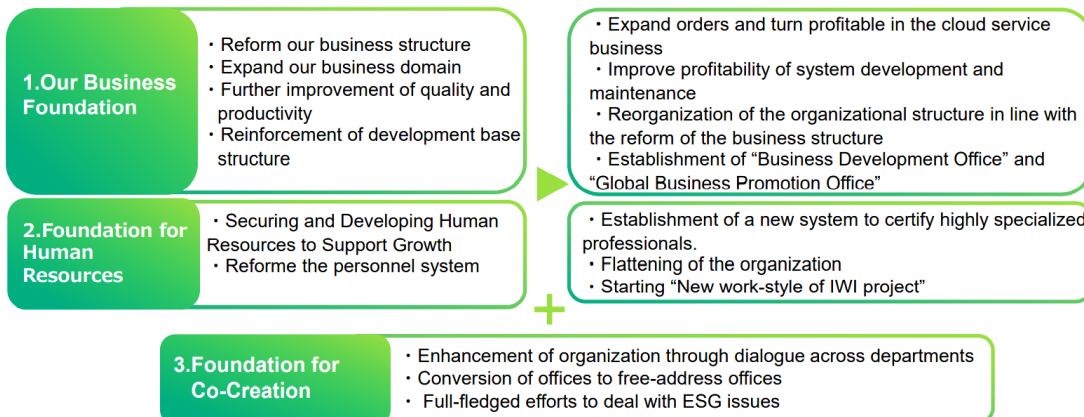 1.Our Business
Foundation
・Reform our business structure
・Expand our business domain
・Further improvement of quality and
productivity
・Reinforcement of development base
structure
・Expand orders and turn profitable in the cloud service
business
・Improve profitability of system development and
maintenance
・Reorganization of the organizational structure in line with
the reform of the business structure
・Establishment of “Business Development Office” and
“Global Business Promotion Office”
2.Foundation for
Human
Resources
・Securing and Developing Human
Resources to Support Growth
・Reforme the personnel system
・Establishment of a new system to certify highly specialized
professionals.
・Flattening of the organization
・Starting “New work-style of IWI project”
3.Foundation for
Co-Creation
・Enhancement of organization through dialogue across departments
・Conversion of offices to free-address offices
・Full-fledged efforts to deal with ESG issues